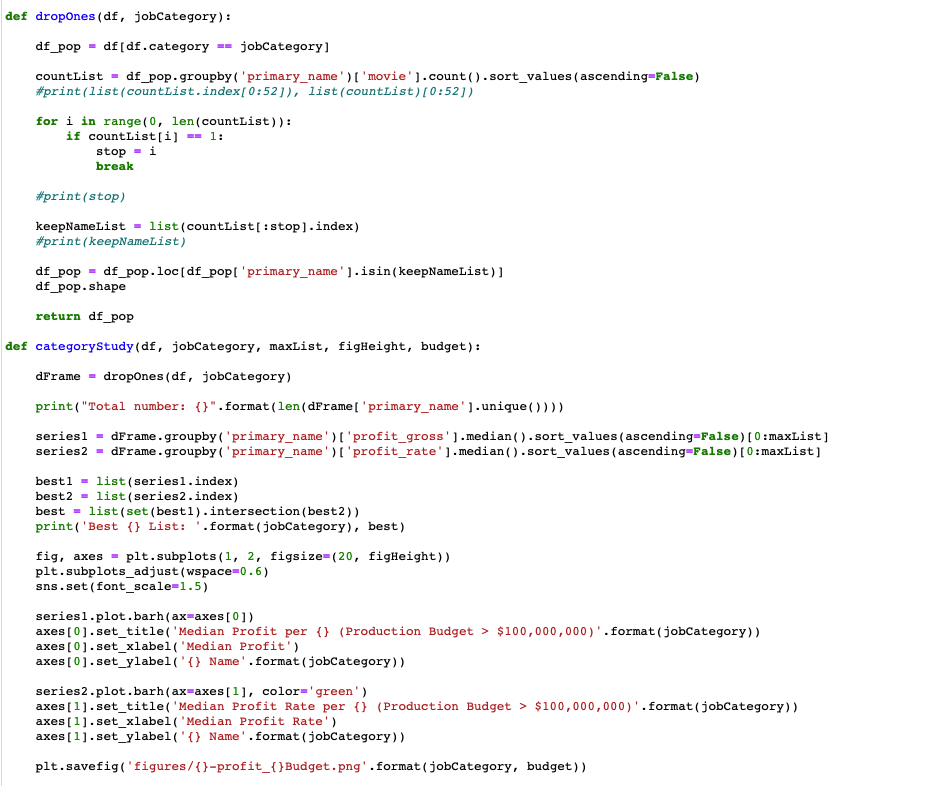 def dropOnes(df, jobCategory):

    df_pop = df[df.category == jobCategory]

    countList = df_pop.groupby('primary_name')['movie'].count().sort_values(ascending=False)
    #print(list(countList.index[0:52]), list(countList)[0:52])

    for i in range(0, len(countList)):
        if countList[i] == 1:
            stop = i
            break

    #print(stop)

    keepNameList = list(countList[:stop].index)
    #print(keepNameList)

    df_pop = df_pop.loc[df_pop['primary_name'].isin(keepNameList)]
    df_pop.shape

    return df_pop

def categoryStudy(df, jobCategory, maxList, figHeight, budget):

    dFrame = dropOnes(df, jobCategory)

    print("Total number: {}".format(len(dFrame['primary_name'].unique())))

    series1 = dFrame.groupby('primary_name')['profit_gross'].median().sort_values(ascending=False)[0:maxList]
    series2 = dFrame.groupby('primary_name')['profit_rate'].median().sort_values(ascending=False)[0:maxList]

    best1 = list(series1.index)
    best2 = list(series2.index)
    best = list(set(best1).intersection(best2))
    print('Best {} List: '.format(jobCategory), best)

    fig, axes = plt.subplots(1, 2, figsize=(20, figHeight))
    plt.subplots_adjust(wspace=0.6)
    sns.set(font_scale=1.5)

    series1.plot.barh(ax=axes[0])
    axes[0].set_title('Median Profit per {} (Production Budget > $100,000,000)'.format(jobCategory))
    axes[0].set_xlabel('Median Profit')
    axes[0].set_ylabel('{} Name'.format(jobCategory))

    series2.plot.barh(ax=axes[1], color='green')
    axes[1].set_title('Median Profit Rate per {} (Production Budget > $100,000,000)'.format(jobCategory))
    axes[1].set_xlabel('Median Profit Rate')
    axes[1].set_ylabel('{} Name'.format(jobCategory))

    plt.savefig('figures/{}-profit_{}Budget.png'.format(jobCategory, budget))